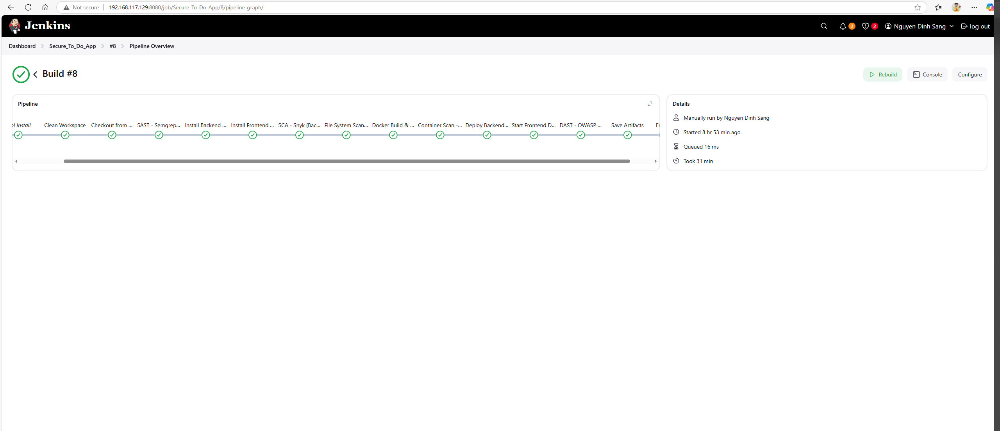 Not secure 192.168.117.129:8080/job/Secure_To_Do_App/8/pipeline-graph/
Jenkins 2 2 Nguyen Dinh Sang log out
Dashboard Secure_To_Do_App #8 Pipeline Overview
Build #8 Rebuild Console Configure
Pipeline
ol Install Clean Workspace Checkout from ... SAST - Semgrep... Install Backend ... Install Frontend ... SCA - Snyk (Bac... File System Scan... Docker Build & ... Container Scan -... Deploy Backend... Start Frontend D... DAST - OWASP ... Save Artifacts
Details
Manually run by Nguyen Dinh Sang
Started 8 hr 53 min ago
Queued 16 ms
Took 31 min